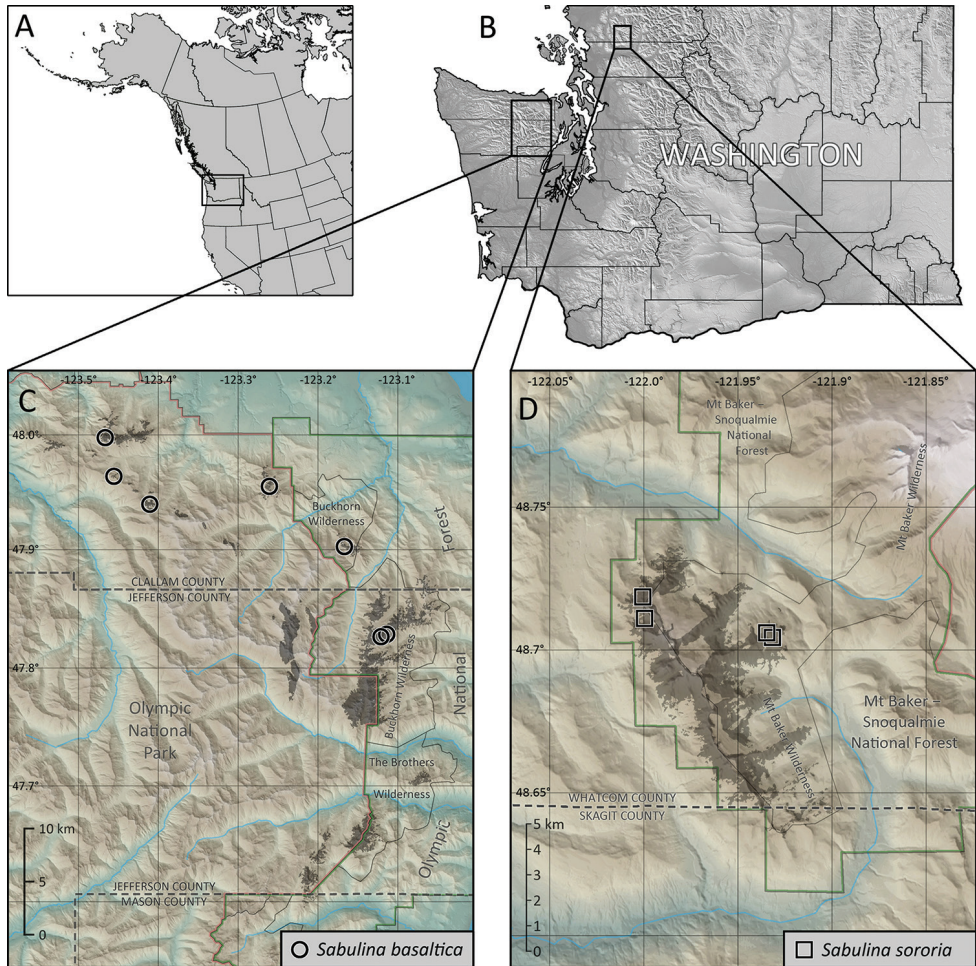 A
B
WASHINGTON
C
-123.5
-123.4
-123.3
-123.2
-123.1
48.0°
47.9°
47.8°
47.7°
Buckhorn
Wilderness
Forest
CLALLAM COUNTY
JEFFERSON COUNTY
Buckhorn Wilderness
National
Olympic
National
Park
The Brothers
Wilderness
Olympic
10 km
5
0
JEFFERSON COUNTY
MASON COUNTY
Sabulina basaltica
D
-122.05
-122.0
-121.95
-121.9
-121.85
48.75
48.7°
48.65
Mt Baker –
Snoqualmie
National
Forest
Mt Baker Wilderness
Mt Baker Wilderness
Mt Baker –
Snoqualmie
National Forest
WHATCOM COUNTY
SKAGIT COUNTY
5 km
4
3
2
1
0
Sabulina sororia